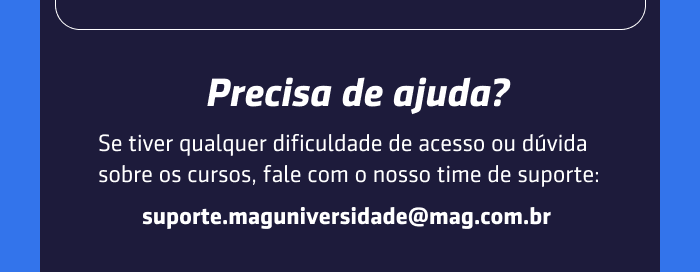 Precisa de ajuda?
Se tiver qualquer dificuldade de acesso ou dúvida
sobre os cursos, fale com o nosso time de suporte:
suporte.maguniversidade@mag.com.br